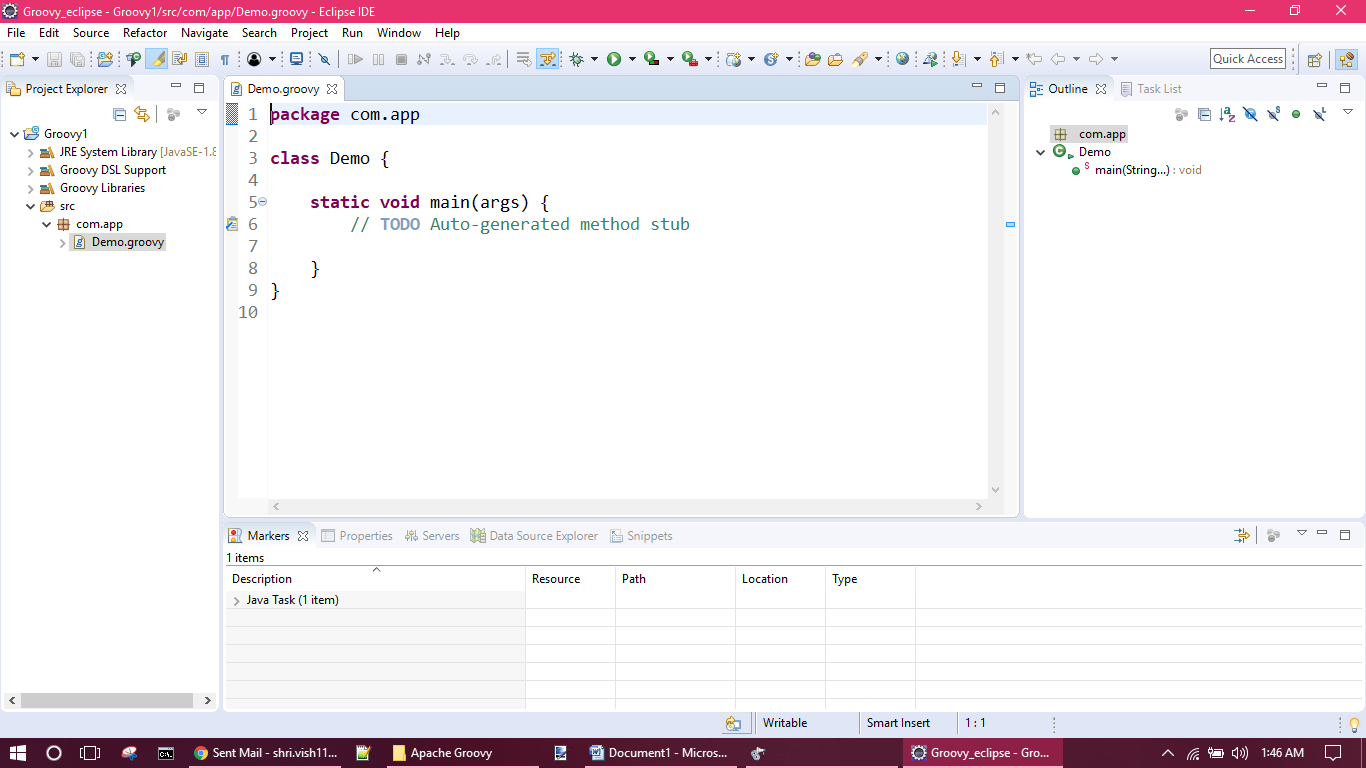 Groovy_eclipse - Groovy1/src/com/app/Demo.groovy - Eclipse IDE
File Edit Source Refactor Navigate Search Project Run Window Help
Quick Access
Project Explorer
Groovy1
JRE System Library [JavaSE-1.8
Groovy DSL Support
Groovy Libraries
src
com.app
Demo.groovy
Demo.groovy
1 package com.app
2
3 class Demo {
4
5 static void main(args) {
6 // TODO Auto-generated method stub
7
8 }
9 }
10
Outline Task List
com.app
Demo
main(String...) : void
Markers Properties Servers Data Source Explorer Snippets
1 items
Description Resource Path Location Type
Java Task (1 item)
Writable Smart Insert 1 : 1
Sent Mail - shri.vish11... Apache Groovy Document1 - Micros... Groovy_eclipse - Gro... 1:46 AM